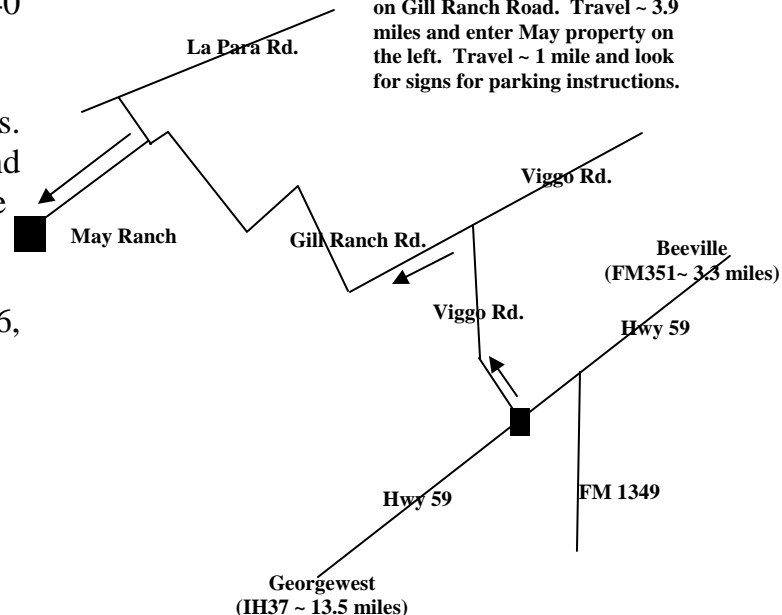 on Gill Ranch Road. Travel ~ 3.9
miles and enter May property on
the left. Travel ~ 1 mile and look
for signs for parking instructions.
La Para Rd.
s.
nd
e
6,
Viggo Rd.
May Ranch
Gill Ranch Rd.
Beeville
(FM351~ 3.3 miles)
Viggo Rd.
Hwy 59
Hwy 59
FM 1349
Georgewest
(IH37 ~ 13.5 miles)